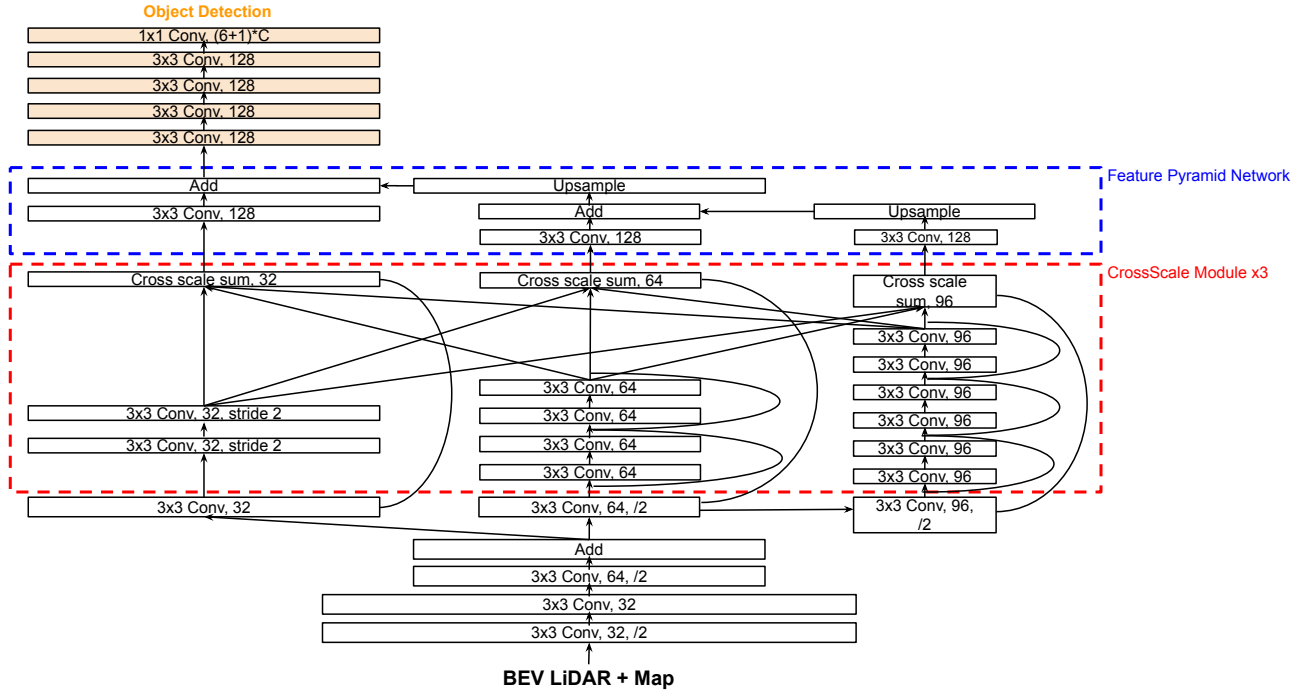 Object Detection
1x1 Conv, (6+1)*C
3x3 Conv, 128
3x3 Conv, 128
3x3 Conv, 128
3x3 Conv, 128
Feature Pyramid Network
Add
Upsample
3x3 Conv, 128
Add
Upsample
3x3 Conv, 128
3x3 Conv, 128
CrossScale Module x3
Cross scale sum, 32
Cross scale sum, 64
Cross scale
sum, 96
3x3 Conv, 96
3x3 Conv, 96
3x3 Conv, 64
3x3 Conv, 96
3x3 Conv, 32, stride 2
3x3 Conv, 64
3x3 Conv, 96
3x3 Conv, 32, stride 2
3x3 Conv, 64
3x3 Conv, 96
3x3 Conv, 64
3x3 Conv, 96
3x3 Conv, 32
3x3 Conv, 64, /2
3x3 Conv, 96,
/2
Add
3x3 Conv, 64, /2
3x3 Conv, 32
3x3 Conv, 32, /2
BEV LiDAR + Map